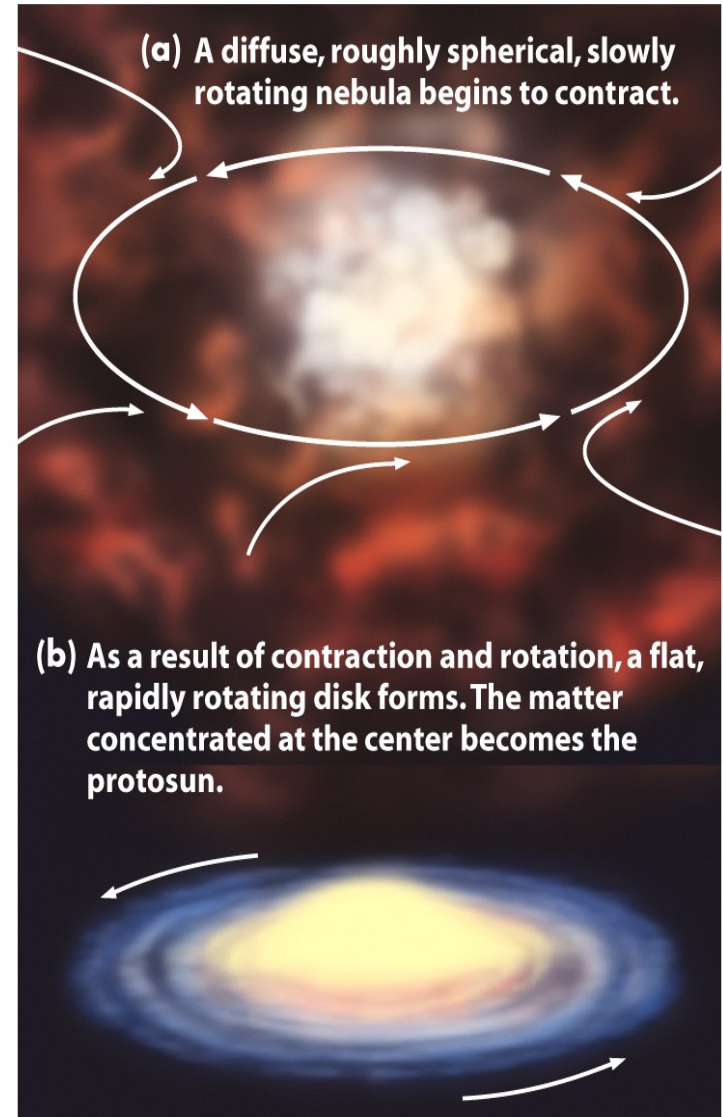 (a) A diffuse, roughly spherical, slowly
rotating nebula begins to contract.
(b) As a result of contraction and rotation, a flat,
rapidly rotating disk forms. The matter
concentrated at the center becomes the
protosun.